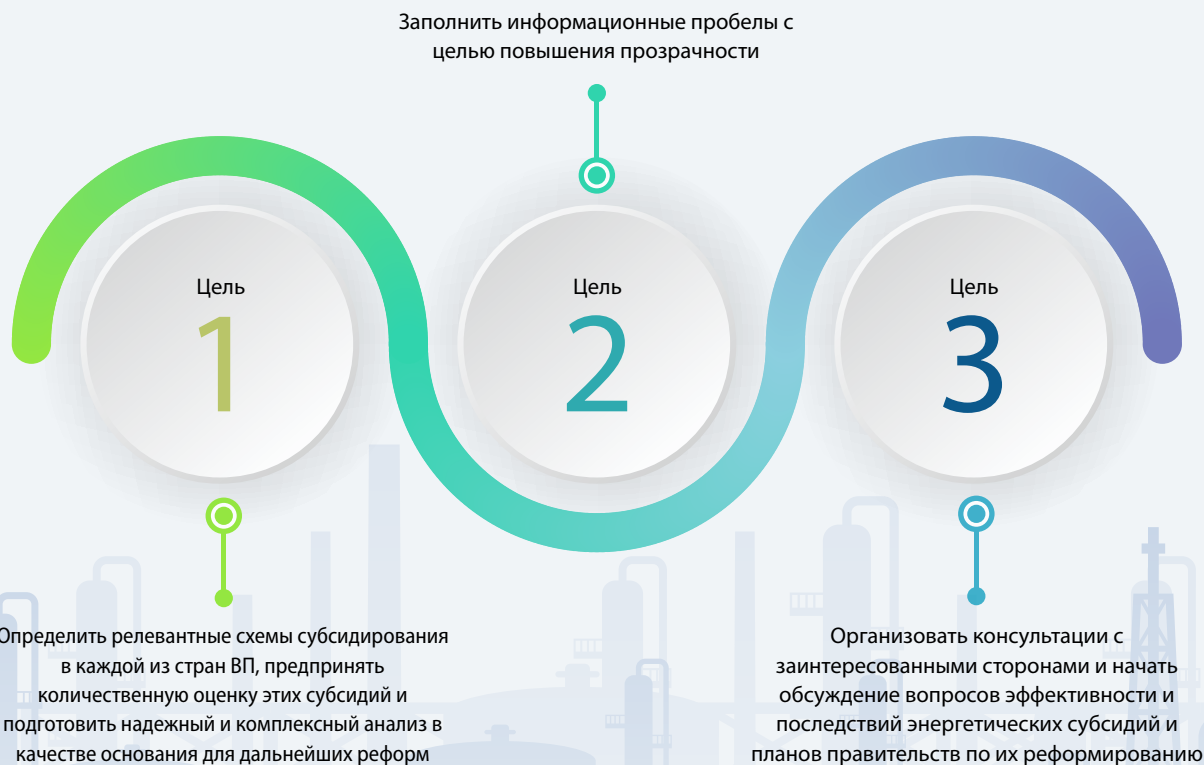 Заполнить информационные пробелы с
целью повышения прозрачности
Цель
1
Цель
2
Цель
3
Определить релевантные схемы субсидирования
в каждой из стран ВП, предпринять
количественную оценку этих субсидий и
подготовить надежный и комплексный анализ в
качестве основания для дальнейших реформ
Организовать консультации с
заинтересованными сторонами и начать
обсуждение вопросов эффективности и
последствий энергетических субсидий и
планов правительств по их реформированию